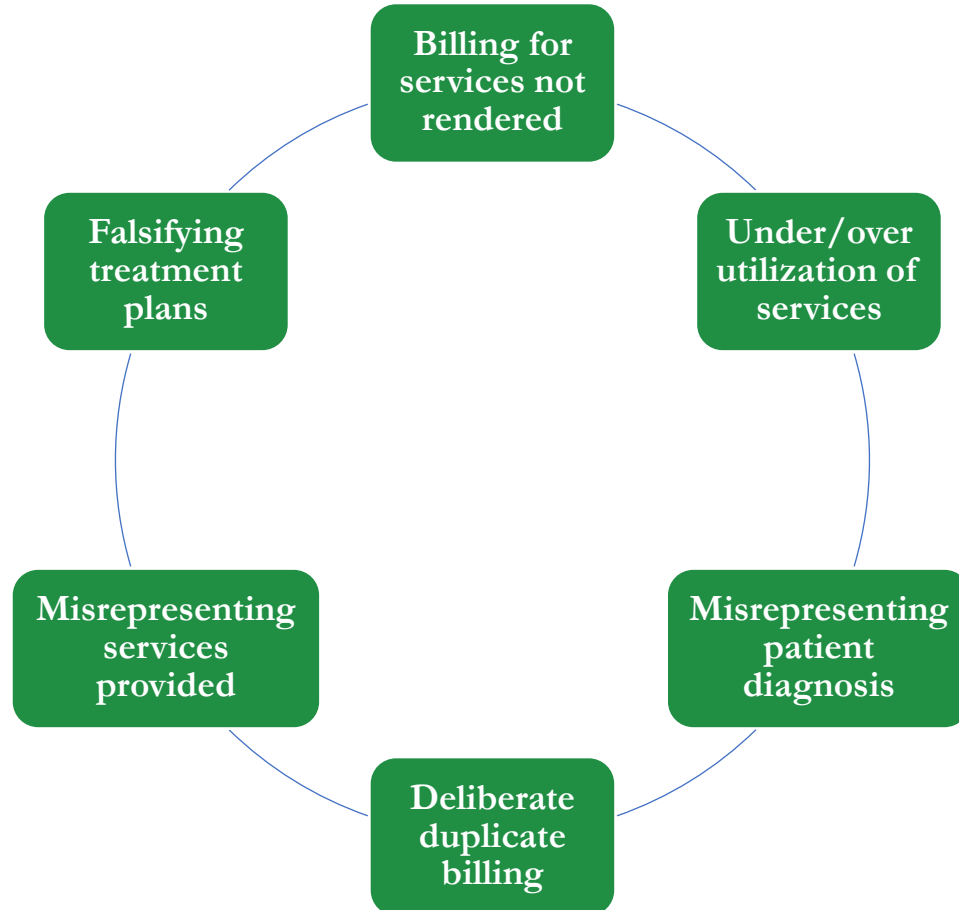 Billing for
services not
rendered
Under/over
utilization of
services
Misrepresenting
patient
diagnosis
Deliberate
duplicate
billing
Misrepresenting
services
provided
Falsifying
treatment
plans